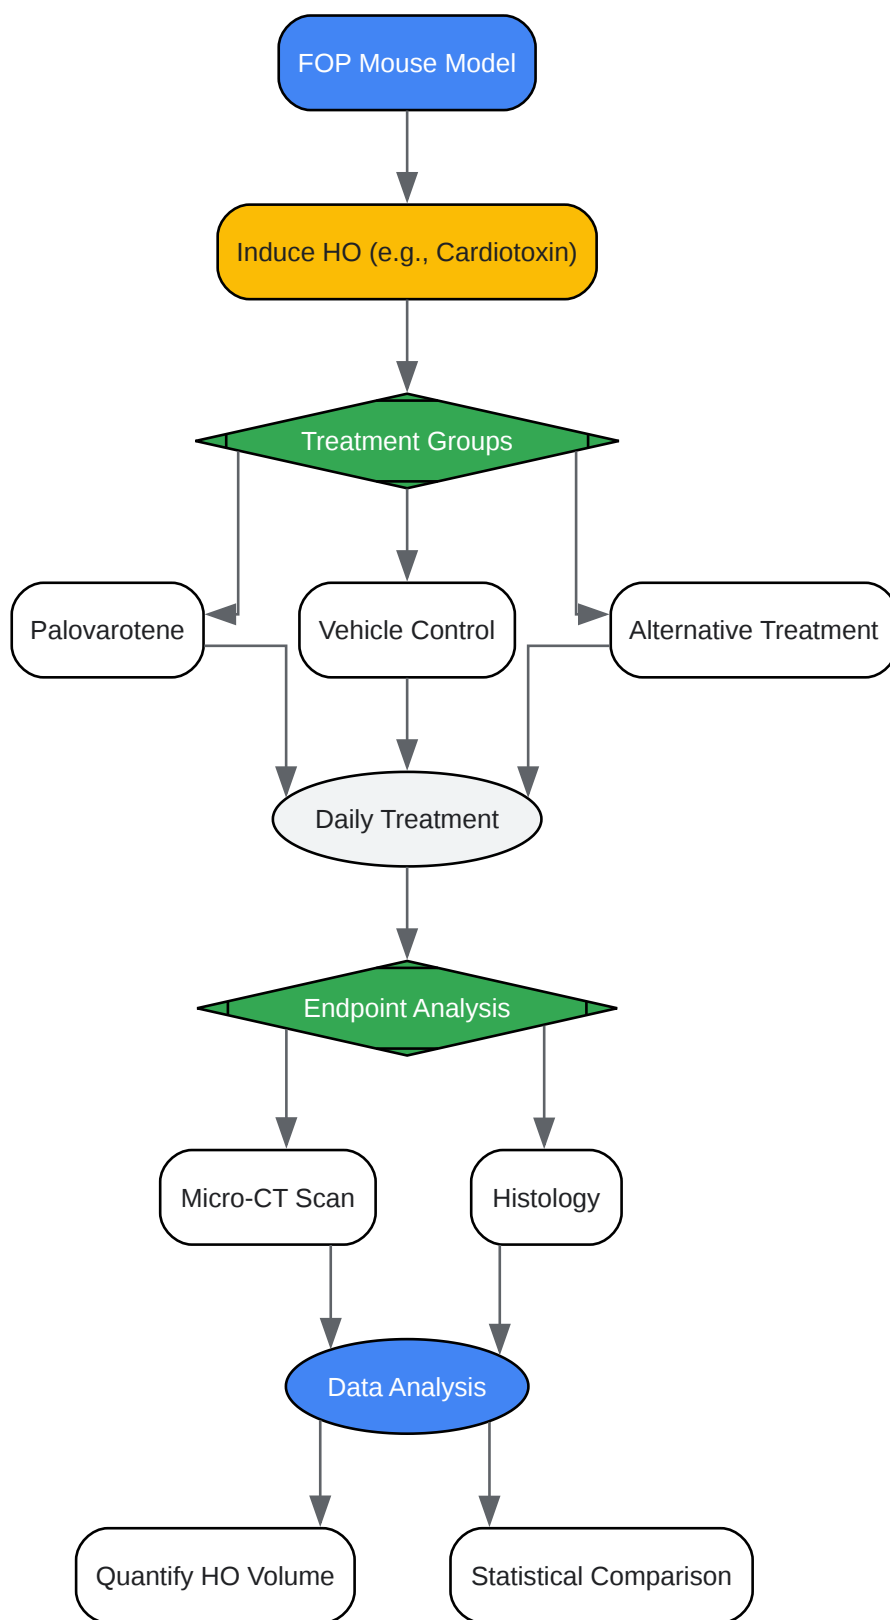 FOP Mouse Model
Induce HO (e.g., Cardiotoxin)
Treatment Groups
Palovarotene
Vehicle Control
Alternative Treatment
Daily Treatment
Endpoint Analysis
Micro-CT Scan
Histology
Data Analysis
Quantify HO Volume
Statistical Comparison